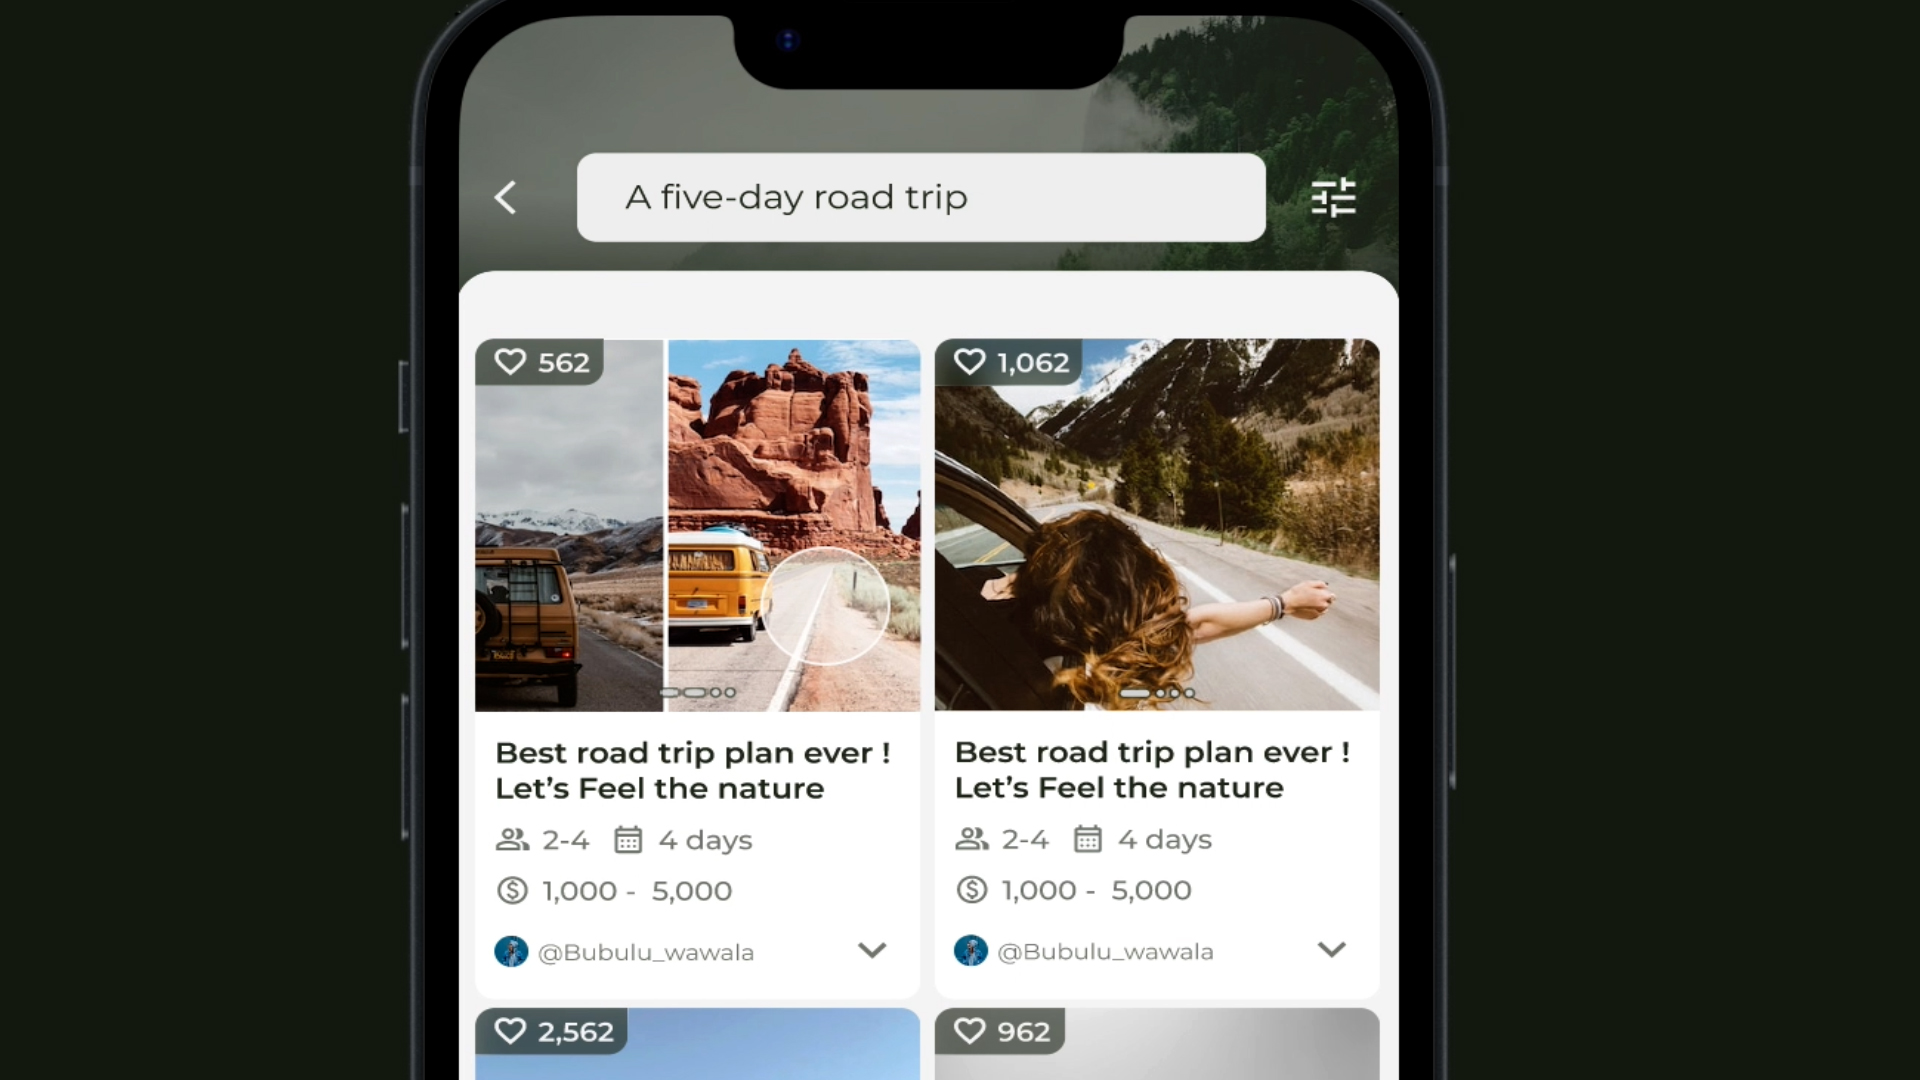 A five-day road trip
562
1,062
Best road trip plan ever !
Let’s Feel the nature
2-4 4 days
1,000 - 5,000
@Bubulu_wawala
Best road trip plan ever !
Let’s Feel the nature
2-4 4 days
1,000 - 5,000
@Bubulu_wawala
2,562
962